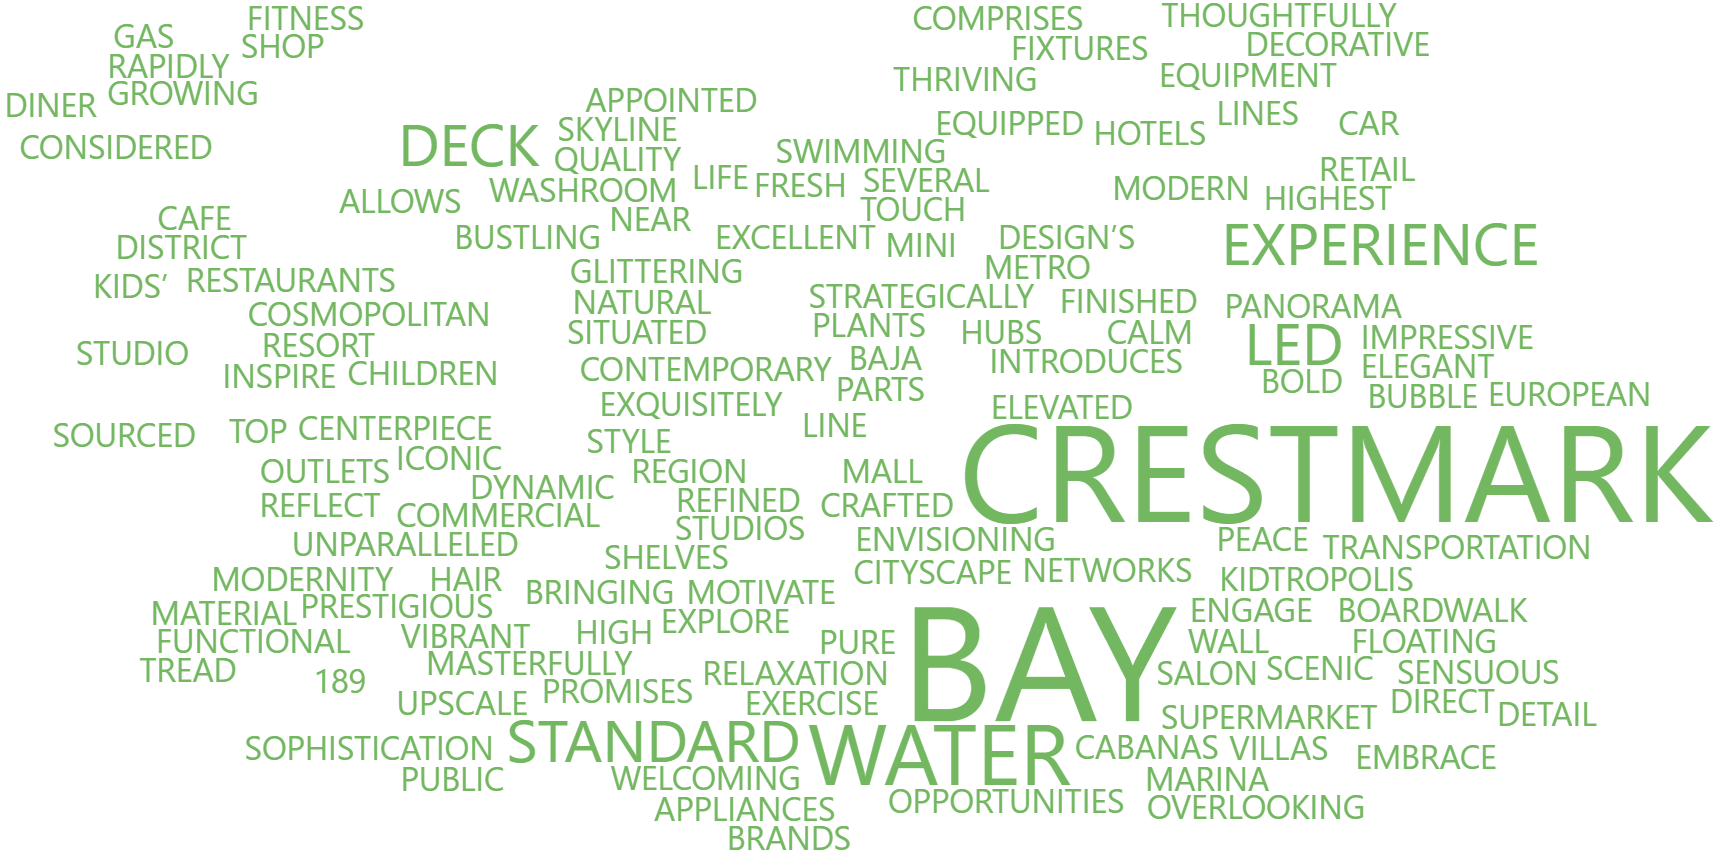 FITNESS
COMPRISES
THOUGHTFULLY
GAS
SHOP
FIXTURES
DECORATIVE
RAPIDLY
THRIVING
EQUIPMENT
DINER
GROWING
APPOINTED
LINES
CAR
EQUIPPED
HOTELS
CONSIDERED
DECK
SKYLINE
SWIMMING
QUALITY
RETAIL
LIFE
FRESH
SEVERAL
MODERN
HIGHEST
ALLOWS
WASHROOM
CAFE
NEAR
TOUCH
DISTRICT
BUSTLING
EXCELLENT
MINI
DESIGN’S
EXPERIENCE
KIDS’
RESTAURANTS
GLITTERING
METRO
COSMOPOLITAN
NATURAL
STRATEGICALLY
FINISHED
PANORAMA
STUDIO
RESORT
SITUATED
PLANTS
HUBS
CALM
LED
IMPRESSIVE
INSPIRE
CHILDREN
CONTEMPORARY
BAJA
INTRODUCES
ELEGANT
BOLD
PARTS
BUBBLE
EUROPEAN
EXQUISITELY
ELEVATED
SOURCED
TOP
CENTERPIECE
STYLE
LINE
CRESTMARK
OUTLETS
ICONIC
REGION
MALL
DYNAMIC
REFLECT
COMMERCIAL
REFINED
CRAFTED
STUDIOS
UNPARALLELED
SHELVES
ENVISIONING
PEACE
TRANSPORTATION
MODERNITY
HAIR
BRINGING
MOTIVATE
CITYSCAPE
NETWORKS
KIDTROPOLIS
MATERIAL
PRESTIGIOUS
EXPLORE
BAY
ENGAGE
BOARDWALK
FUNCTIONAL
VIBRANT
HIGH
PURE
WALL
FLOATING
TREAD
MASTERFULLY
RELAXATION
SALON
SCENIC
SENSUOUS
189
UPSCALE
PROMISES
EXERCISE
DIRECT
SUPERMARKET
DETAIL
SOPHISTICATION
STANDARD
WATER
CABANAS
VILLAS
EMBRACE
PUBLIC
WELCOMING
MARINA
APPLIANCES
OPPORTUNITIES
OVERLOOKING
BRANDS